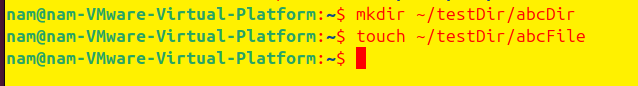 nam@nam-VMware-Virtual-Platform:~$ mkdir ~/testDir/abcDir
nam@nam-VMware-Virtual-Platform:~$ touch ~/testDir/abcFile
nam@nam-VMware-Virtual-Platform:~$